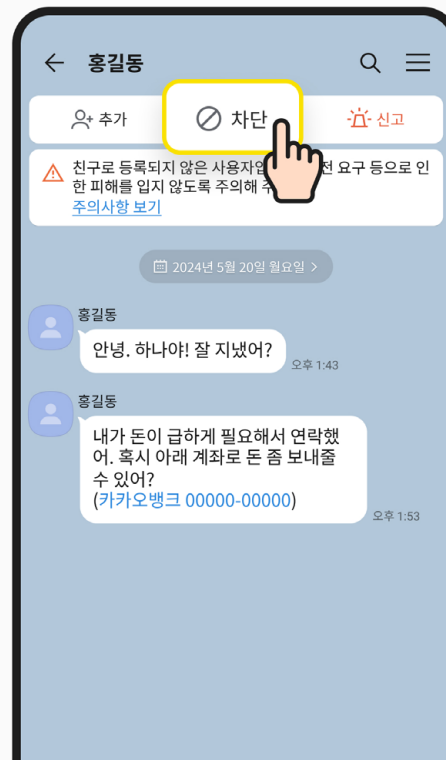 홍길동
추가
차단
신고
친구로 등록되지 않은 사용자입 전 요구 등으로 인
한 피해를 입지 않도록 주의해 주
주의사항 보기
2024년 5월 20일 월요일 >
홍길동
안녕. 하나야! 잘 지냈어?
오후 1:43
홍길동
내가 돈이 급하게 필요해서 연락했
어. 혹시 아래 계좌로 돈 좀 보내줄
수 있어?
(카카오뱅크 00000-00000)
오후 1:53